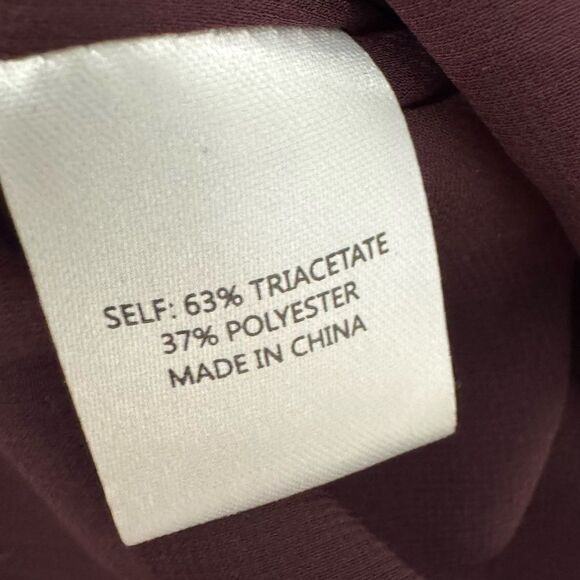 SELF: 63% TRIACETATE
37% POLYESTER
MADE IN CHINA